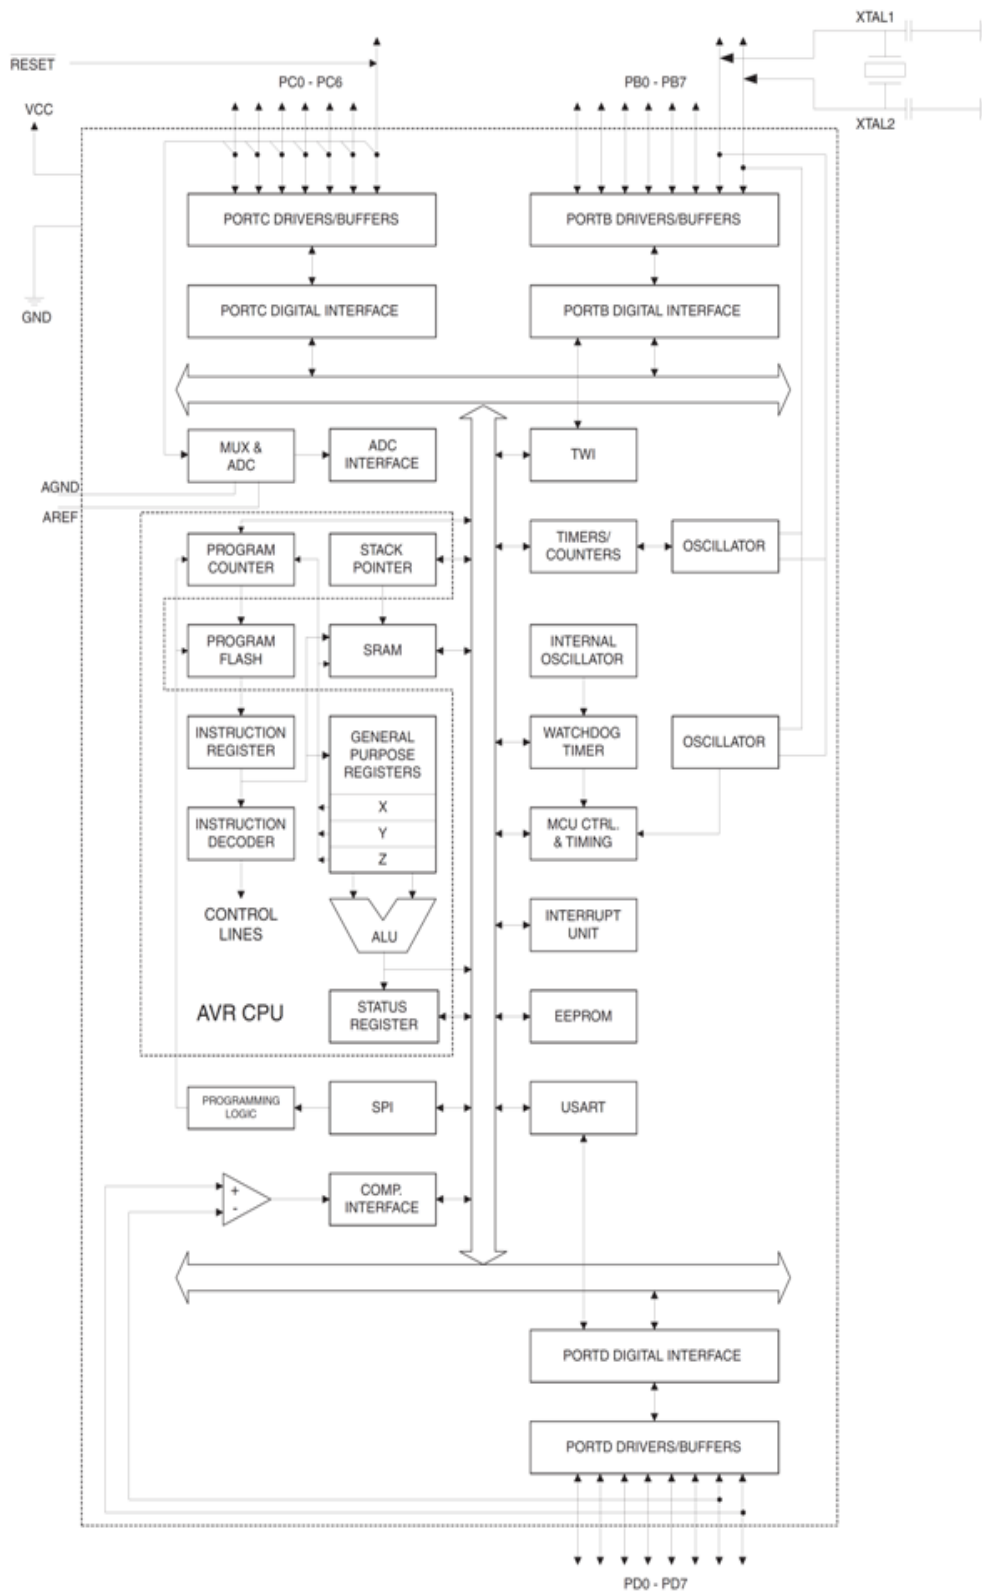 XTAL1
RESET
PC0 - PC6
PB0 - PB7
VCC
XTAL2
PORTC DRIVERS/BUFFERS
PORTB DRIVERS/BUFFERS
PORTC DIGITAL INTERFACE
PORTB DIGITAL INTERFACE
GND
MUX &
ADC
ADC
INTERFACE
TWI
AGND
AREF
PROGRAM
COUNTER
STACK
POINTER
TIMERS/
COUNTERS
OSCILLATOR
PROGRAM
FLASH
SRAM
INTERNAL
OSCILLATOR
INSTRUCTION
REGISTER
GENERAL
PURPOSE
REGISTERS
X
Y
Z
WATCHDOG
TIMER
OSCILLATOR
INSTRUCTION
DECODER
MCU CTRL.
& TIMING
CONTROL
LINES
ALU
INTERRUPT
UNIT
AVR CPU
STATUS
REGISTER
EEPROM
PROGRAMMING
LOGIC
SPI
USART
+
-
COMP.
INTERFACE
PORTD DIGITAL INTERFACE
PORTD DRIVERS/BUFFERS
PD0 - PD7